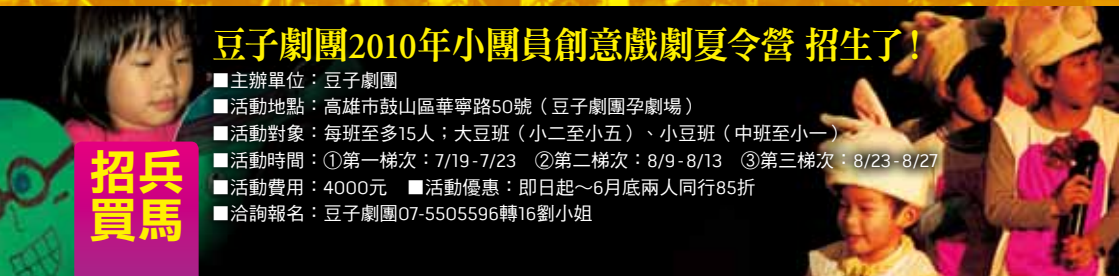 豆子劇團2010年小團員創意戲劇夏令營 招生了!
■主辦單位：豆子劇團
■活動地點：高雄市鼓山區華寧路50號（豆子劇團孕劇場）
■活動對象：每班至多15人；大豆班（小二至小五）、小豆班（中班至小一）
■活動時間：①第一梯次：7/19-7/23 ②第二梯次：8/9-8/13 ③第三梯次：8/23-8/27
■活動費用：4000元 ■活動優惠：即日起～6月底兩人同行85折
■洽詢報名：豆子劇團07-5505596轉16劉小姐
招兵
買馬